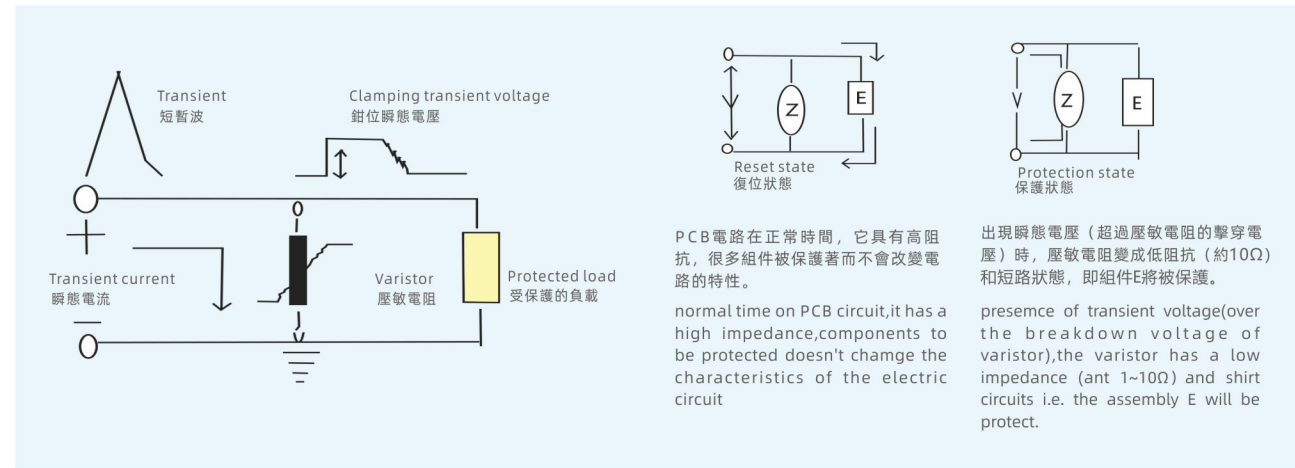 Transient
短暫波
Clamping transient voltage
鉗位瞬態電壓
Transient current
瞬態電流
Varistor
壓敏電阻
Protected load
受保護的負載
Z
E
Reset state
復位狀態
PCB電路在正常時間，它具有高阻
抗，很多組件被保護著而不會改變電
路的特性。
normal time on PCB circuit,it has a
high impedance,components to
be protected doesn't chamge the
characteristics of the electric
circuit
V
Z
E
Protection state
保護狀態
出現瞬態電壓（超過壓敏電阻的擊穿電
壓）時，壓敏電阻變成低阻抗（約10Ω）
和短路狀態，即組件E將被保護。
presemce of transient voltage(over
the breakdown voltage of
varistor),the varistor has a low
impedance (ant 1~10Ω) and shirt
circuits i.e. the assembly E will be
protect.